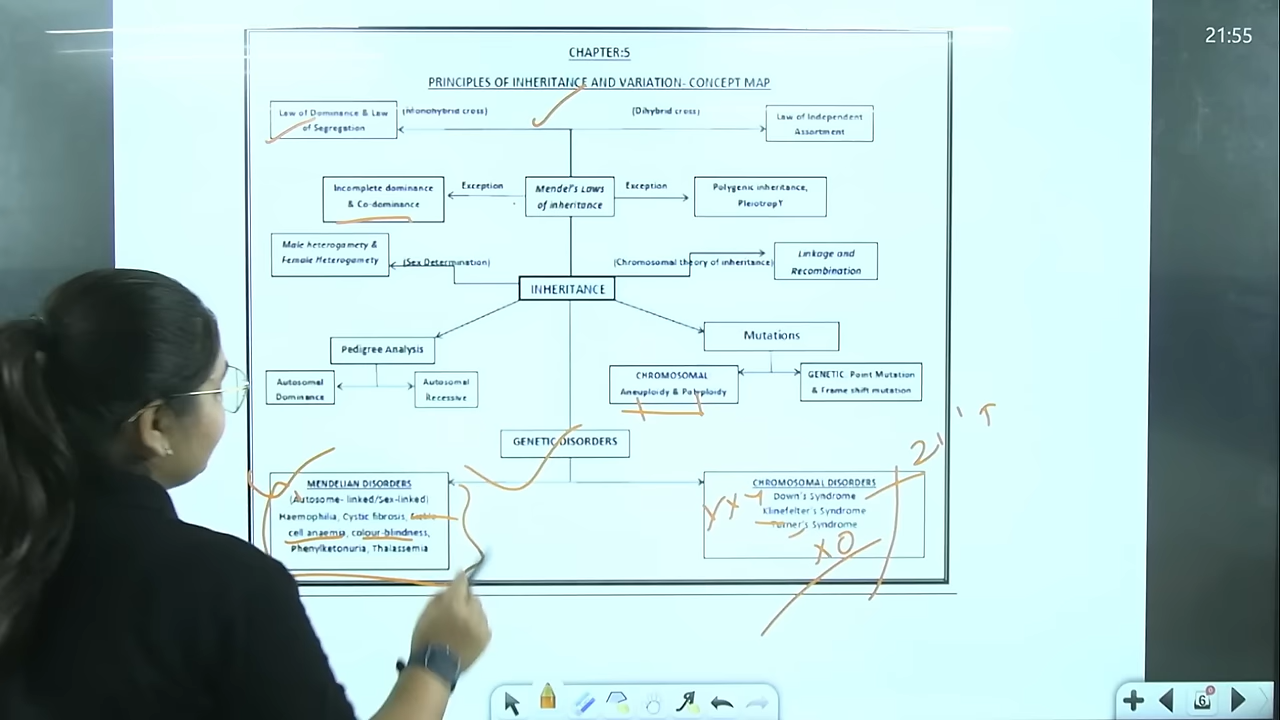 21:55
CHAPTER:5
PRINCIPLES OF INHERITANCE AND VARIATION- CONCEPT MAP
Law of Dominance & Law
of Segregation
(Monohybrid cross)
(Dihybrid cross)
Law of Independent
Assortment
Incomplete dominance
& Co-dominance
Exception
Mendel's Laws
of inheritance
Exception
Polygenic inheritance,
PleiotropY
Male heterogamety &
Female Heterogamety
(Sex Determination)
(Chromosomal theory of inheritance)
Linkage and
Recombination
INHERITANCE
Pedigree Analysis
Mutations
Autosomal
Dominance
Autosomal
Recessive
CHROMOSOMAL
Aneuploidy & Polyploidy
GENETIC: Point Mutation
& Frame shift mutation
GENETIC DISORDERS
21
MENDELIAN DISORDERS
(Autosome- linked/Sex-linked)
Haemophilia, Cystic fibrosis, Sickle
cell anaemia, colour-blindness,
Phenylketonuria, Thalassemia
CHROMOSOMAL DISORDERS
Down's Syndrome
XXY
Klinefelter's Syndrome
Turner's Syndrome
XO
6